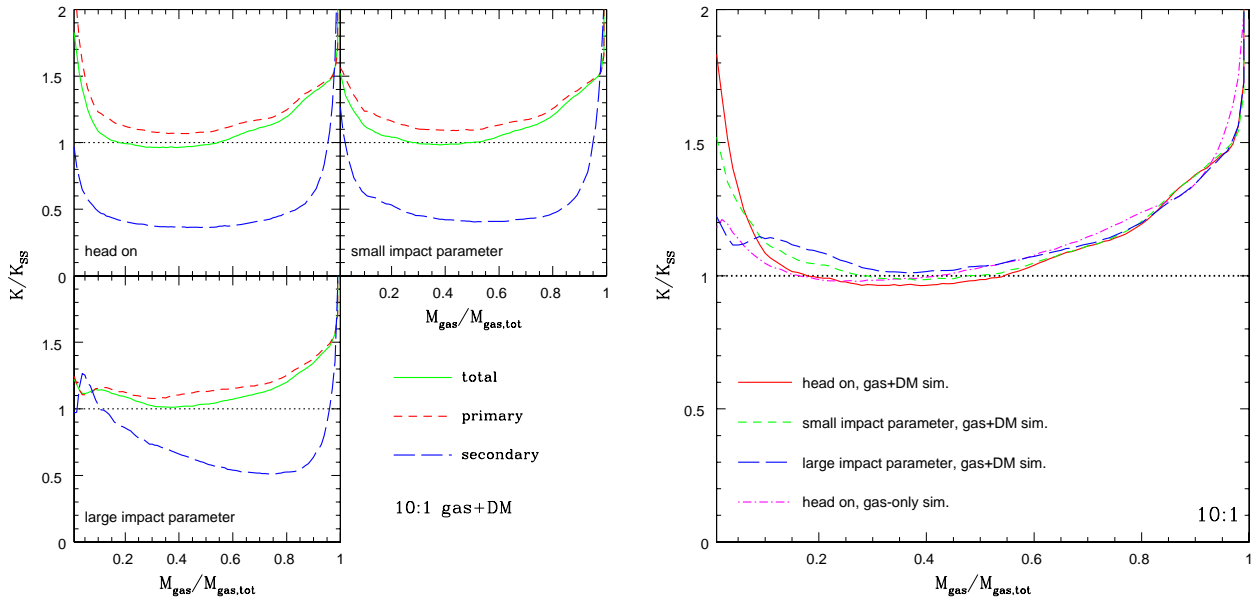 2
1.5
1
0.5
0
K/K_SS
head on
small impact parameter
0.2 0.4 0.6 0.8 1
M_gas/M_gas,tot
2
1.5
1
0.5
0
large impact parameter
0.2 0.4 0.6 0.8 1
M_gas/M_gas,tot
total
primary
secondary
10:1 gas+DM
2
1.5
1
0.5
0
K/K_SS
head on, gas+DM sim.
small impact parameter, gas+DM sim.
large impact parameter, gas+DM sim.
head on, gas-only sim.
10:1
0.2 0.4 0.6 0.8 1
M_gas/M_gas,tot